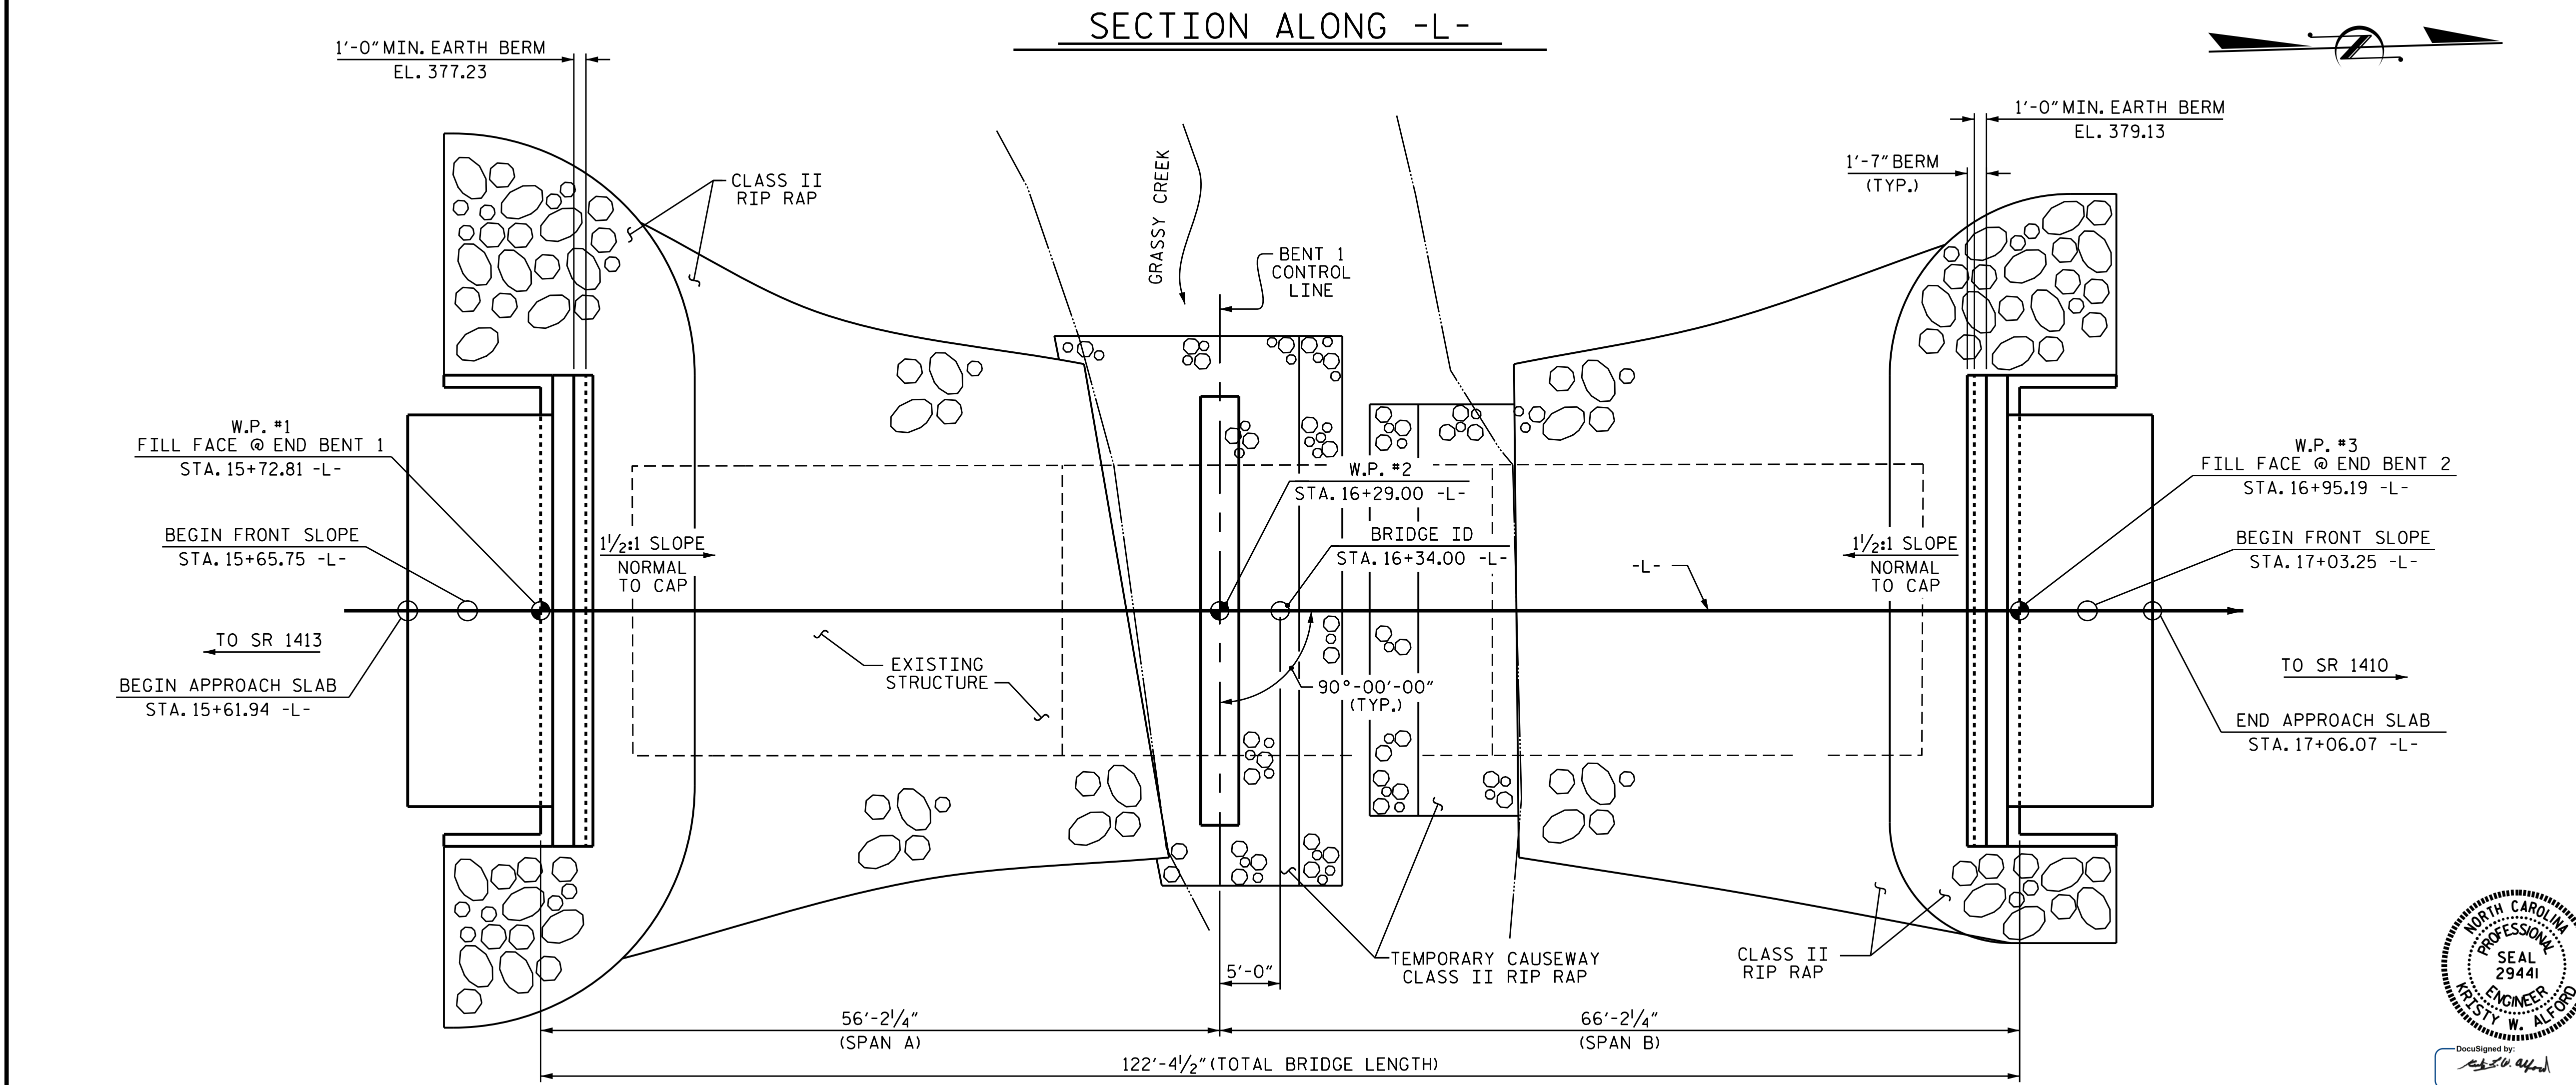 SECTION ALONG -L-
1'-0" MIN. EARTH BERM
EL. 377.23
1'-0" MIN. EARTH BERM
EL. 379.13
1'-7" BERM
(TYP.)
CLASS II
RIP RAP
GRASSY CREEK
BENT 1
CONTROL
LINE
W.P. #1
FILL FACE @ END BENT 1
STA. 15+72.81 -L-
BEGIN FRONT SLOPE
STA. 15+65.75 -L-
1½:1 SLOPE
NORMAL
TO CAP
W.P. #2
STA. 16+29.00 -L-
BRIDGE ID
STA. 16+34.00 -L-
-L-
1½:1 SLOPE
NORMAL
TO CAP
W.P. #3
FILL FACE @ END BENT 2
STA. 16+95.19 -L-
BEGIN FRONT SLOPE
STA. 17+03.25 -L-
TO SR 1413
BEGIN APPROACH SLAB
STA. 15+61.94 -L-
EXISTING
STRUCTURE
90°-00'-00"
(TYP.)
TO SR 1410
END APPROACH SLAB
STA. 17+06.07 -L-
TEMPORARY CAUSEWAY
CLASS II RIP RAP
CLASS II
RIP RAP
5'-0"
56'-2¼"
(SPAN A)
66'-2¼"
(SPAN B)
122'-4½" (TOTAL BRIDGE LENGTH)
NORTH CAROLINA
PROFESSIONAL
SEAL
29441
ENGINEER
KRISTY W. ALFORD
DocuSigned by: